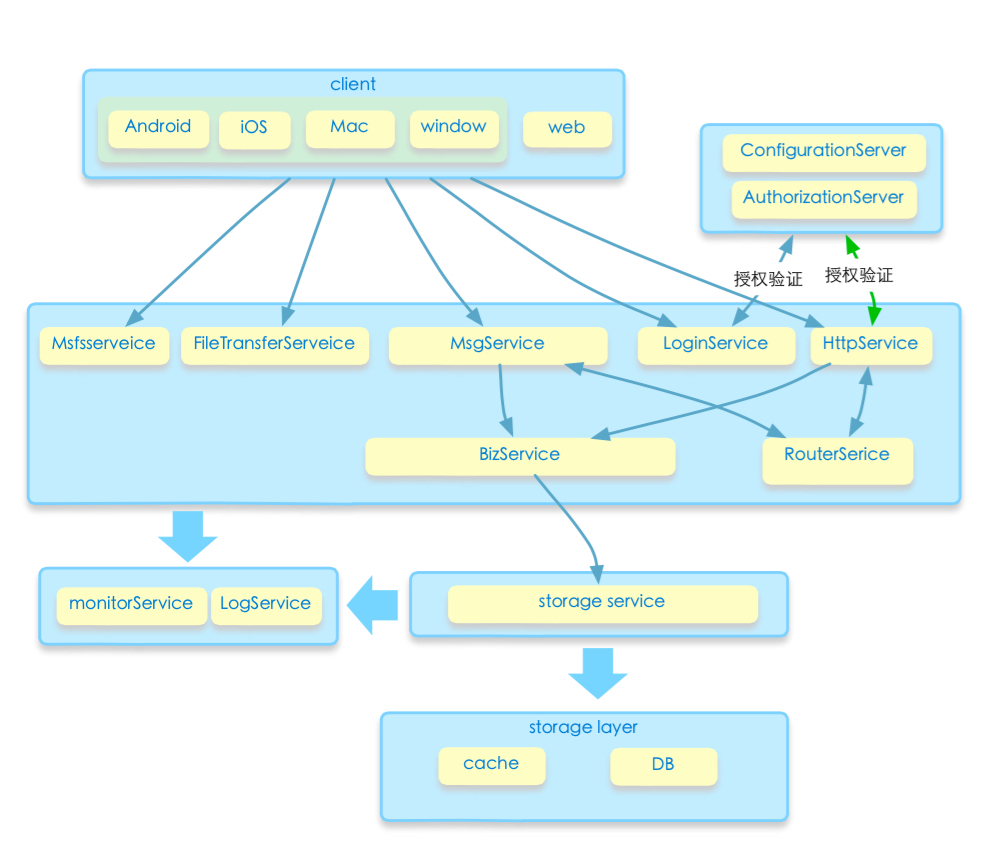 client
Android
iOS
Mac
window
web
ConfigurationServer
AuthorizationServer
授权验证
授权验证
Msfsserveice
FileTransferServeice
MsgService
LoginService
HttpService
BizService
RouterSerice
monitorService
LogService
storage service
storage layer
cache
DB